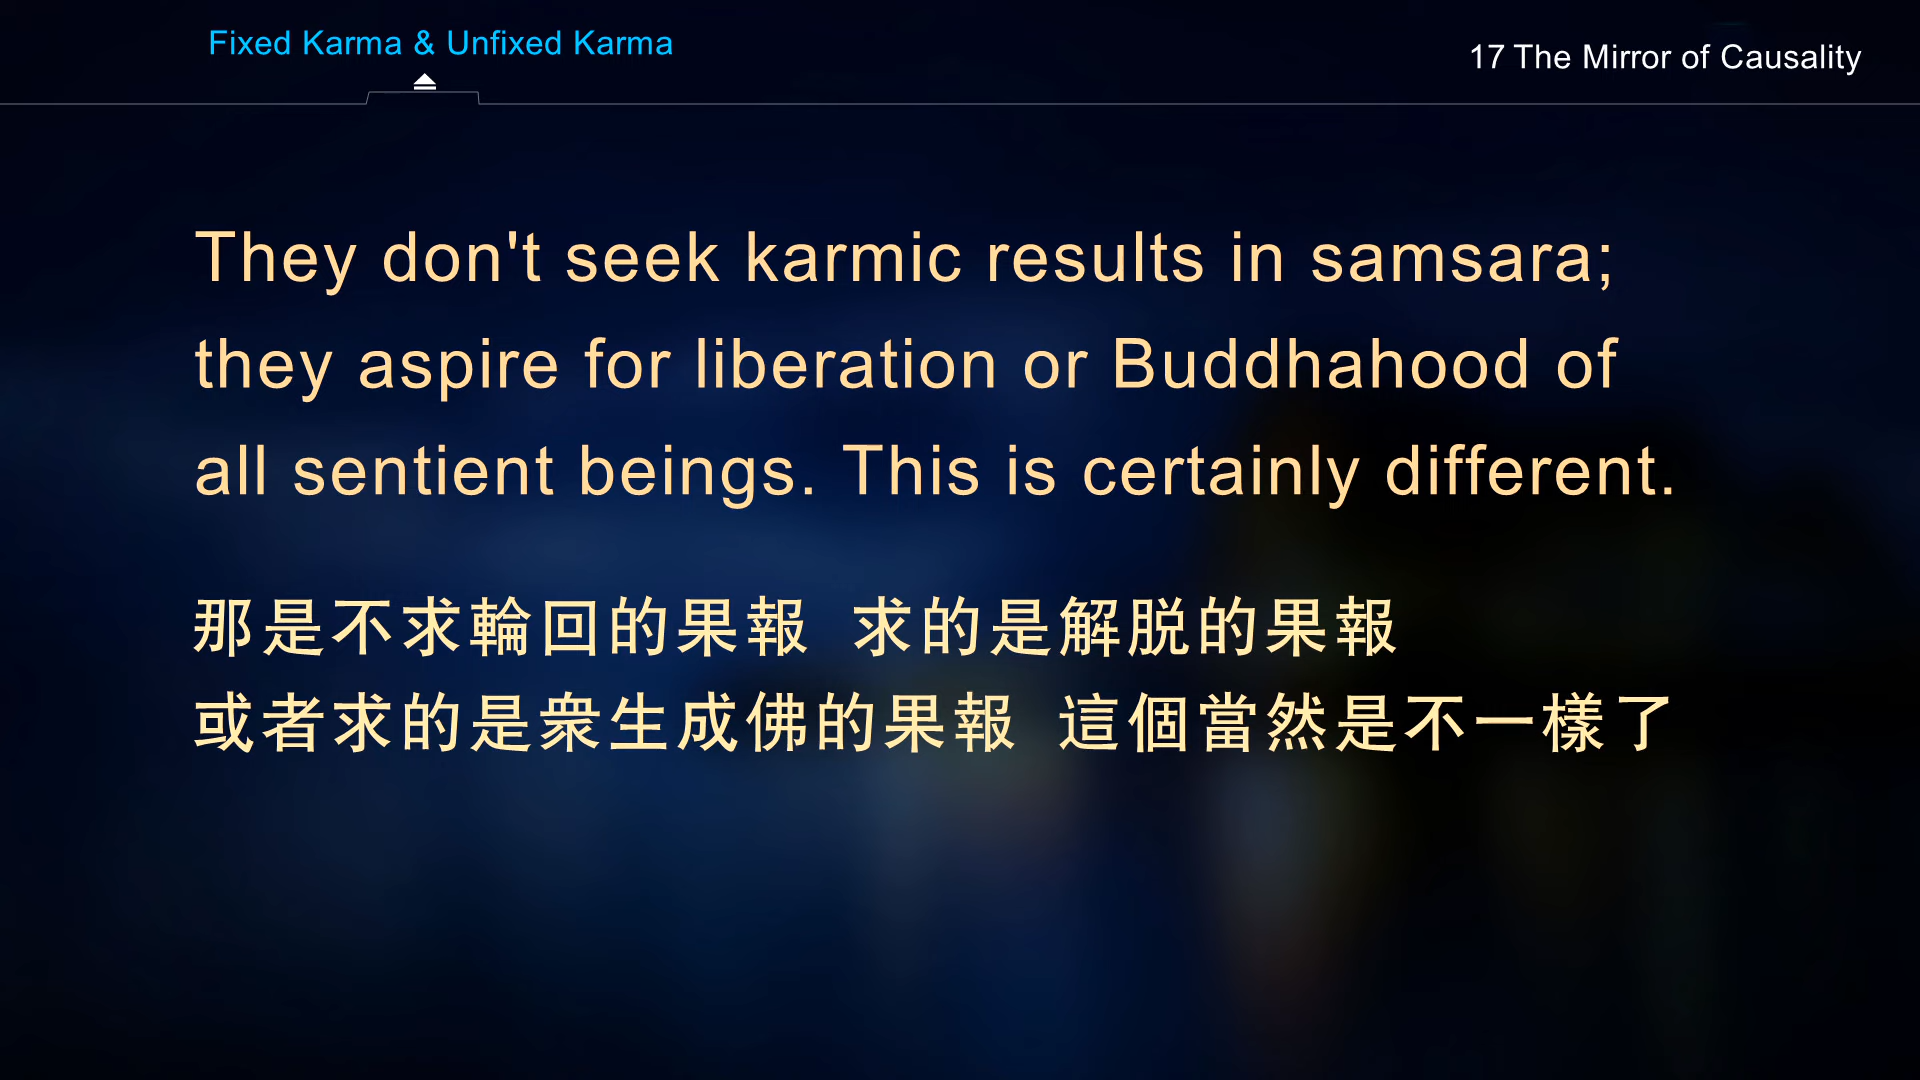 Fixed Karma & Unfixed Karma
17 The Mirror of Causality
They don't seek karmic results in samsara;
they aspire for liberation or Buddhahood of
all sentient beings. This is certainly different.
那是不求輪回的果報 求的是解脱的果報
或者求的是衆生成佛的果報 這個當然是不一樣了